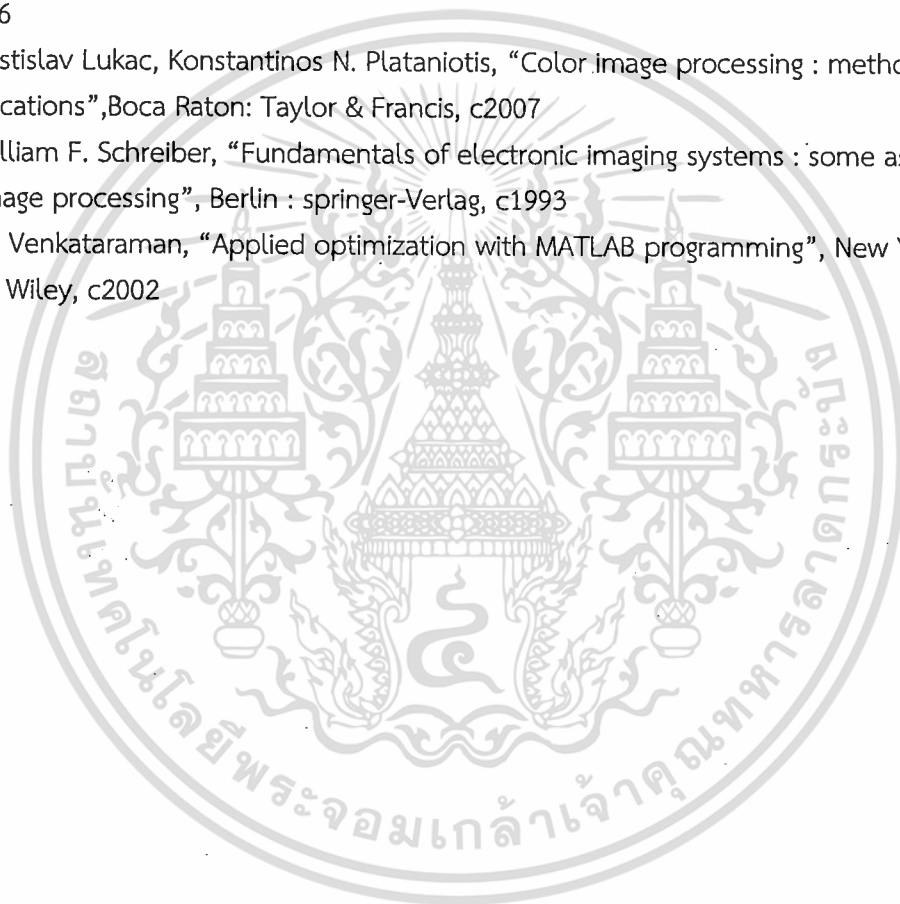 6
stislav Lukac, Konstantinos N. Plataniotis, “Color image processing : metho
ications”,Boca Raton: Taylor & Francis, c2007
lliam F. Schreiber, “Fundamentals of electronic imaging systems : some as
nage processing”, Berlin : springer-Verlag, c1993
Venkataraman, “Applied optimization with MATLAB programming”, New Y
Wiley, c2002
สถาบันเทคโนโลยีพระจอมเกล้าเจ้าคุณทหารลาดกระบัง